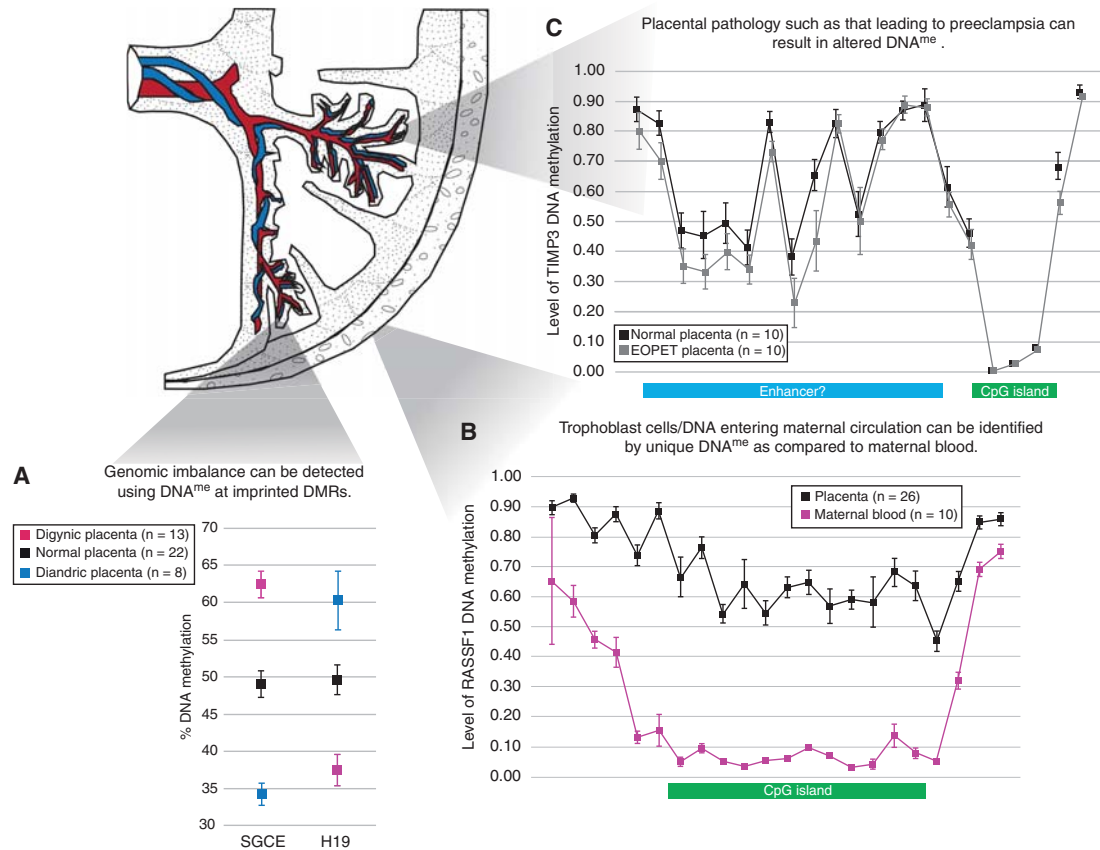 C
Placental pathology such as that leading to preeclampsia can
result in altered DNAme .
1.00
0.90
0.80
0.70
0.60
0.50
0.40
0.30
0.20
0.10
0.00
Level of TIMP3 DNA methylation
Normal placenta (n = 10)
EOPET placenta (n = 10)
Enhancer?
CpG island
B
Trophoblast cells/DNA entering maternal circulation can be identified
by unique DNAme as compared to maternal blood.
1.00
0.90
0.80
0.70
0.60
0.50
0.40
0.30
0.20
0.10
0.00
Level of RASSF1 DNA methylation
Placenta (n = 26)
Maternal blood (n = 10)
CpG island
A
Genomic imbalance can be detected
using DNAme at imprinted DMRs.
Digynic placenta (n = 13)
Normal placenta (n = 22)
Diandric placenta (n = 8)
70
65
60
55
50
45
40
35
30
% DNA methylation
SGCE
H19